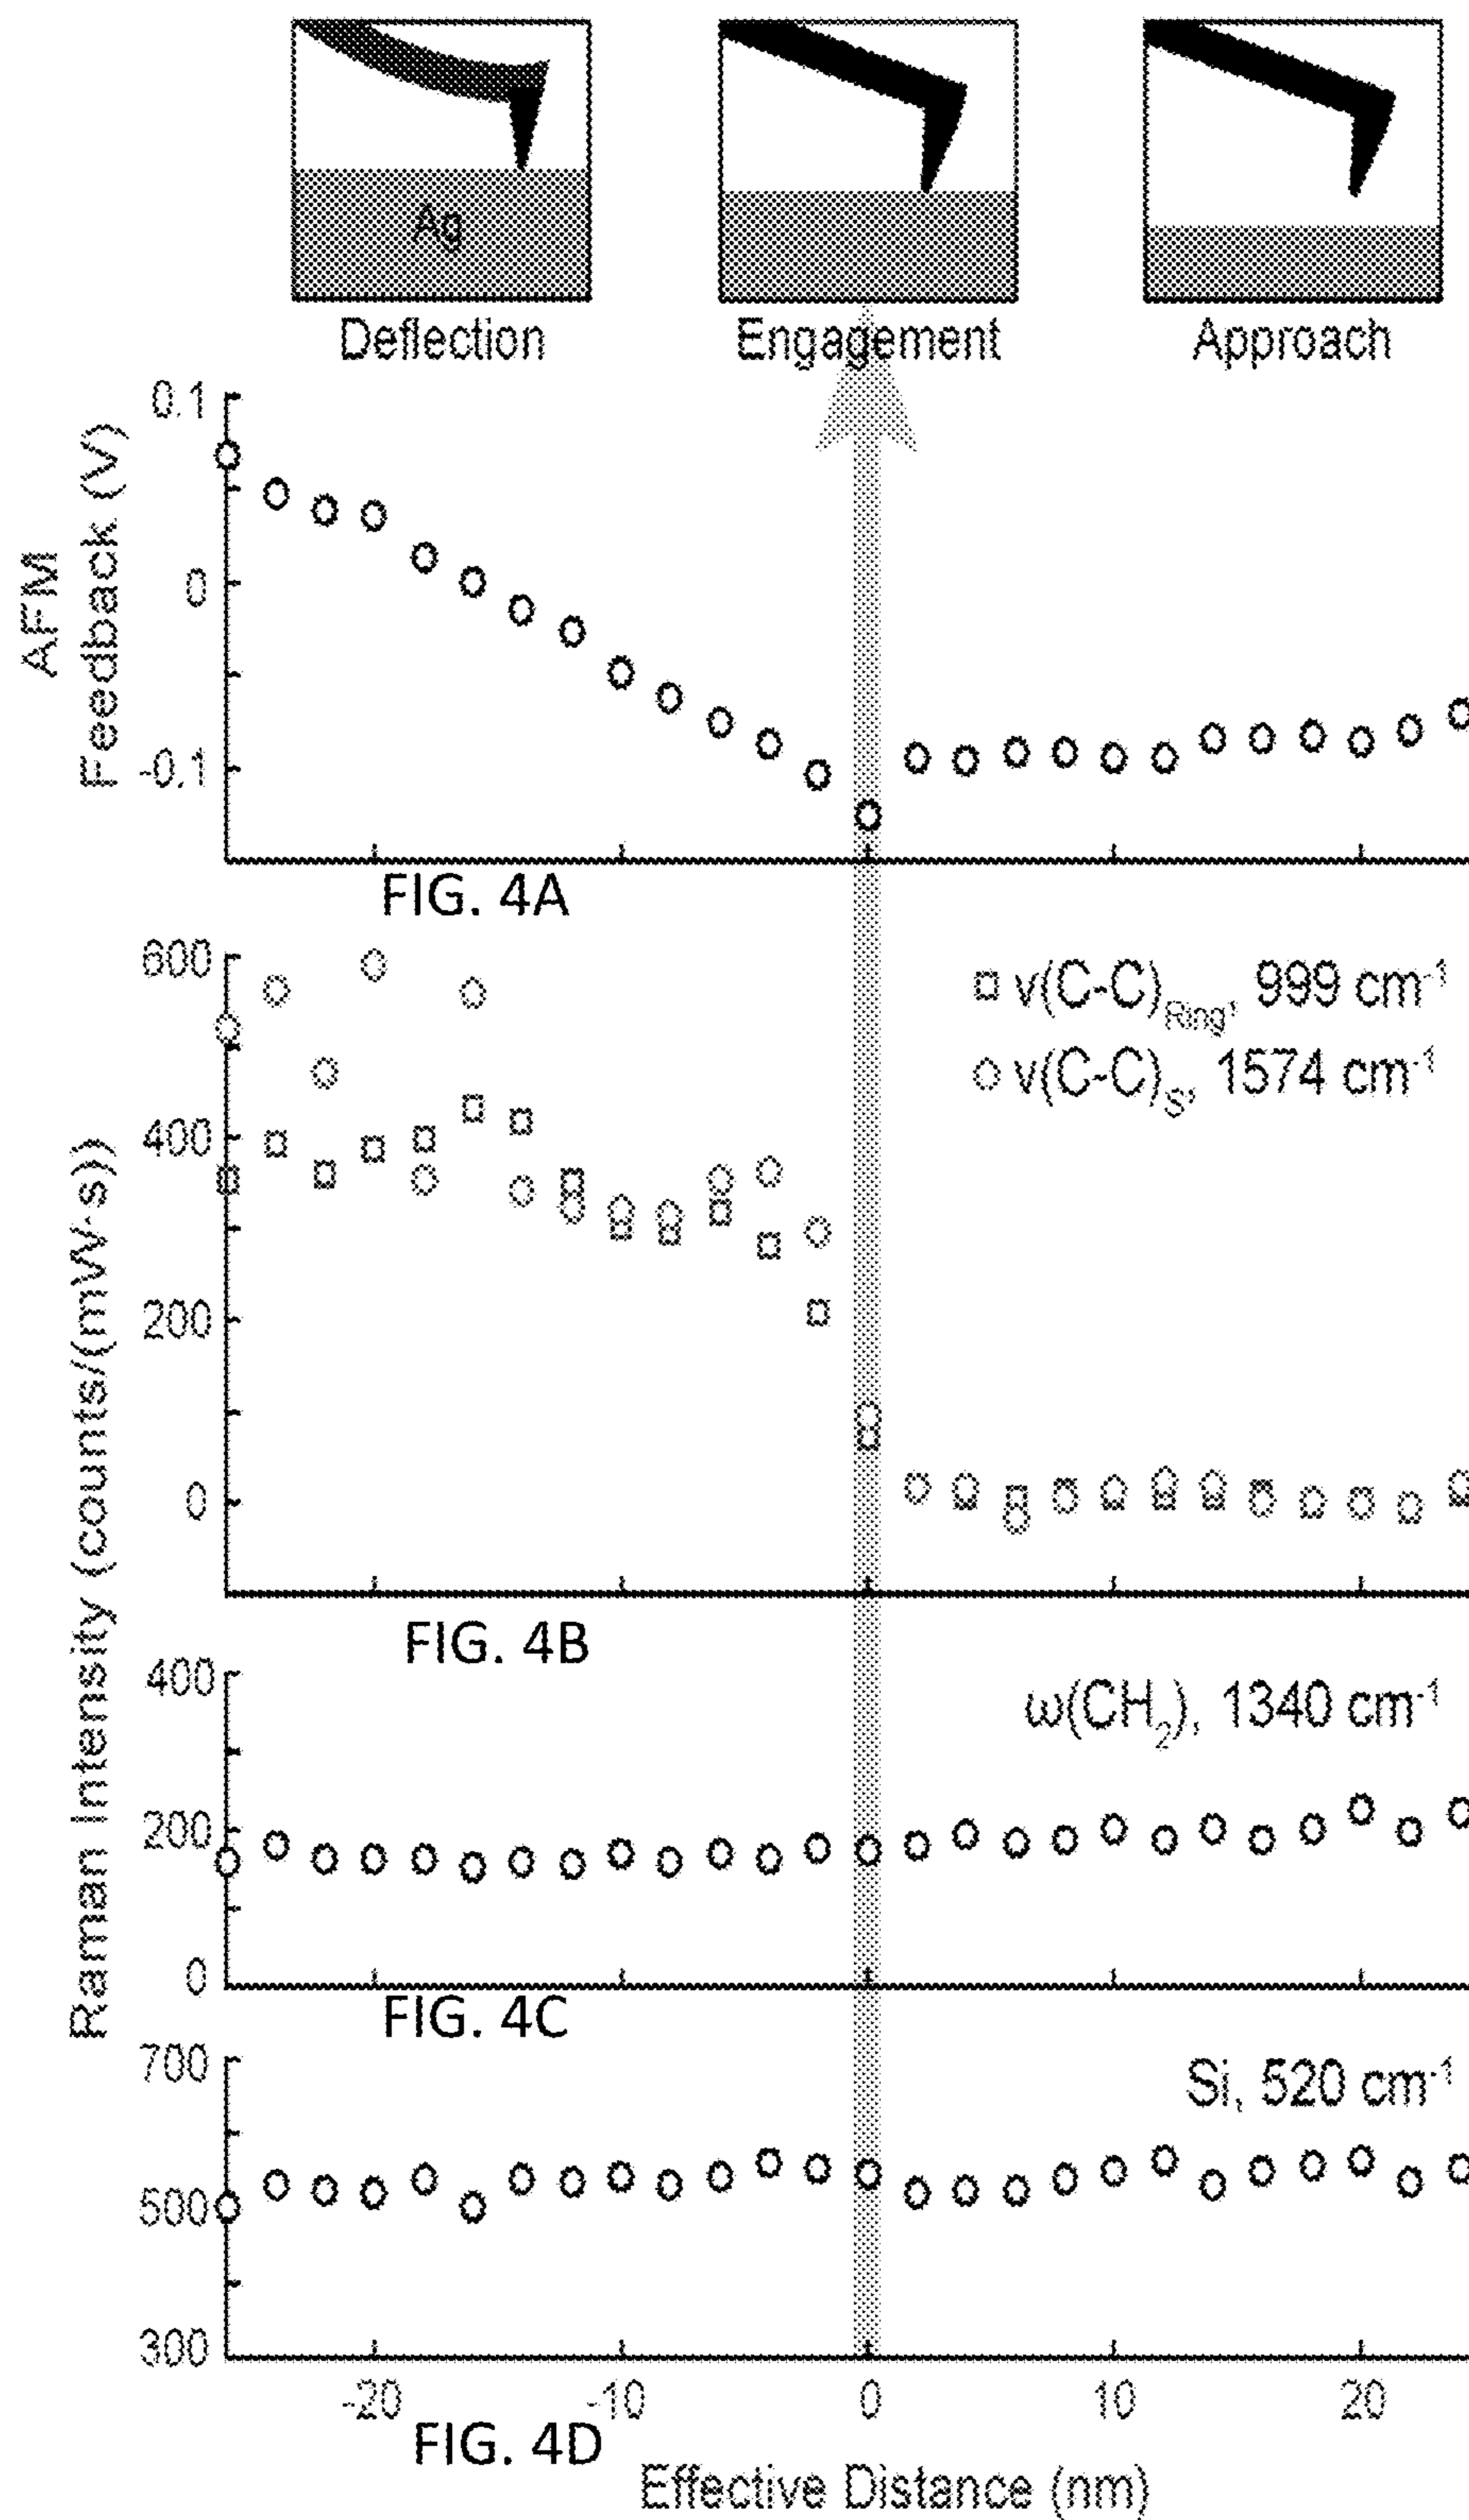 Ag
Deflection Engagement Approach
AFM
Feedback (V)
0.1
0
-0.1
FIG. 4A
Raman Intensity (counts/(mW·s))
600
400
200
0
ν(C-C)Ring, 999 cm-1
ν(C-C)S, 1574 cm-1
FIG. 4B
400
200
0
ω(CH2), 1340 cm-1
FIG. 4C
700
500
300
Si, 520 cm-1
-20 -10 0 10 20
FIG. 4D
Effective Distance (nm)